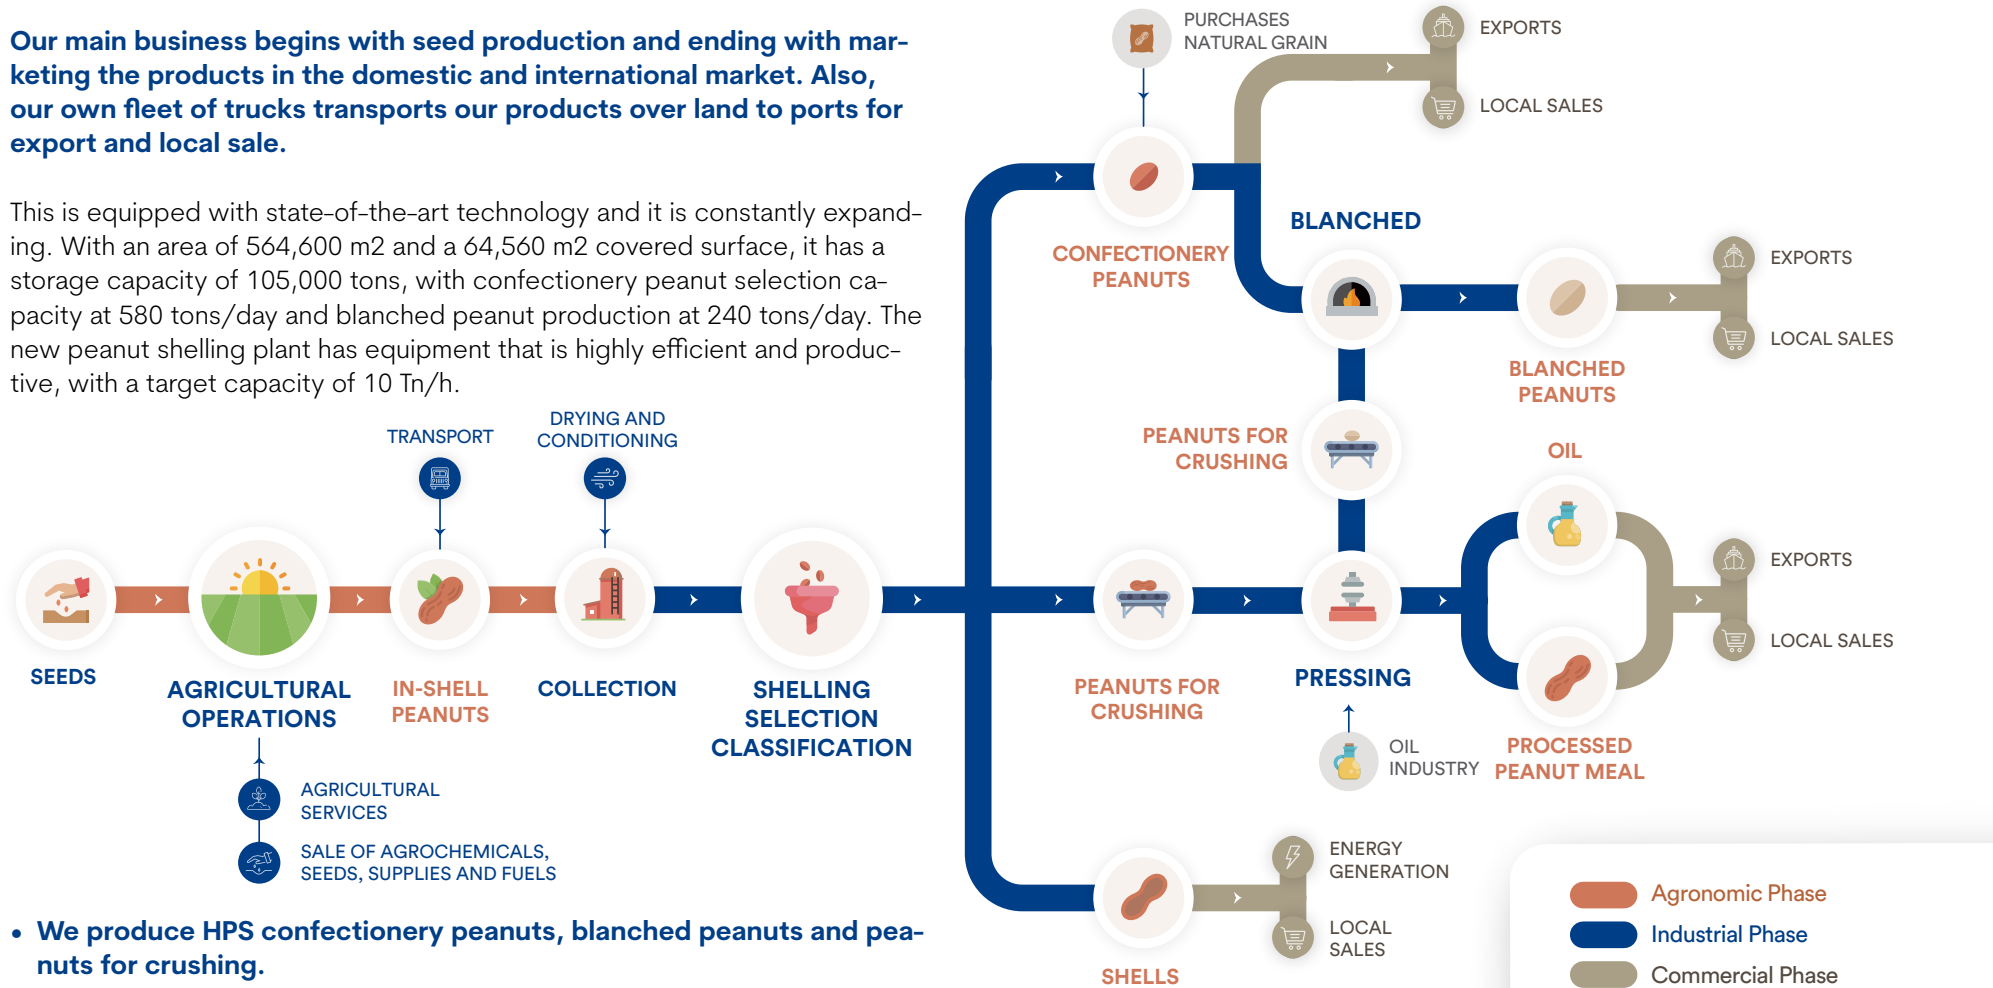 Our main business begins with seed production and ending with mar-
keting the products in the domestic and international market. Also,
our own fleet of trucks transports our products over land to ports for
export and local sale.
This is equipped with state-of-the-art technology and it is constantly expand-
ing. With an area of 564,600 m2 and a 64,560 m2 covered surface, it has a
storage capacity of 105,000 tons, with confectionery peanut selection ca-
pacity at 580 tons/day and blanched peanut production at 240 tons/day. The
new peanut shelling plant has equipment that is highly efficient and produc-
tive, with a target capacity of 10 Tn/h.
TRANSPORT
DRYING AND
CONDITIONING
SEEDS
AGRICULTURAL
OPERATIONS
IN-SHELL
PEANUTS
COLLECTION
SHELLING
SELECTION
CLASSIFICATION
AGRICULTURAL
SERVICES
SALE OF AGROCHEMICALS,
SEEDS, SUPPLIES AND FUELS
• We produce HPS confectionery peanuts, blanched peanuts and pea-
nuts for crushing.
PURCHASES
NATURAL GRAIN
EXPORTS
LOCAL SALES
CONFECTIONERY
PEANUTS
BLANCHED
BLANCHED
PEANUTS
EXPORTS
LOCAL SALES
PEANUTS FOR
CRUSHING
OIL
PEANUTS FOR
CRUSHING
PRESSING
OIL
INDUSTRY
PROCESSED
PEANUT MEAL
EXPORTS
LOCAL SALES
SHELLS
ENERGY
GENERATION
LOCAL
SALES
Agronomic Phase
Industrial Phase
Commercial Phase